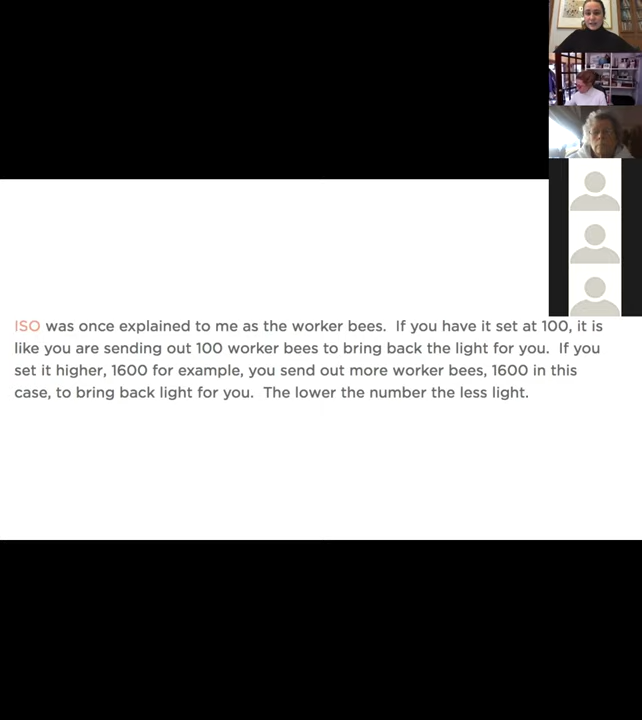 ISO was once explained to me as the worker bees. If you have it set at 100, it is
like you are sending out 100 worker bees to bring back the light for you. If you
set it higher, 1600 for example, you send out more worker bees, 1600 in this
case, to bring back light for you. The lower the number the less light.